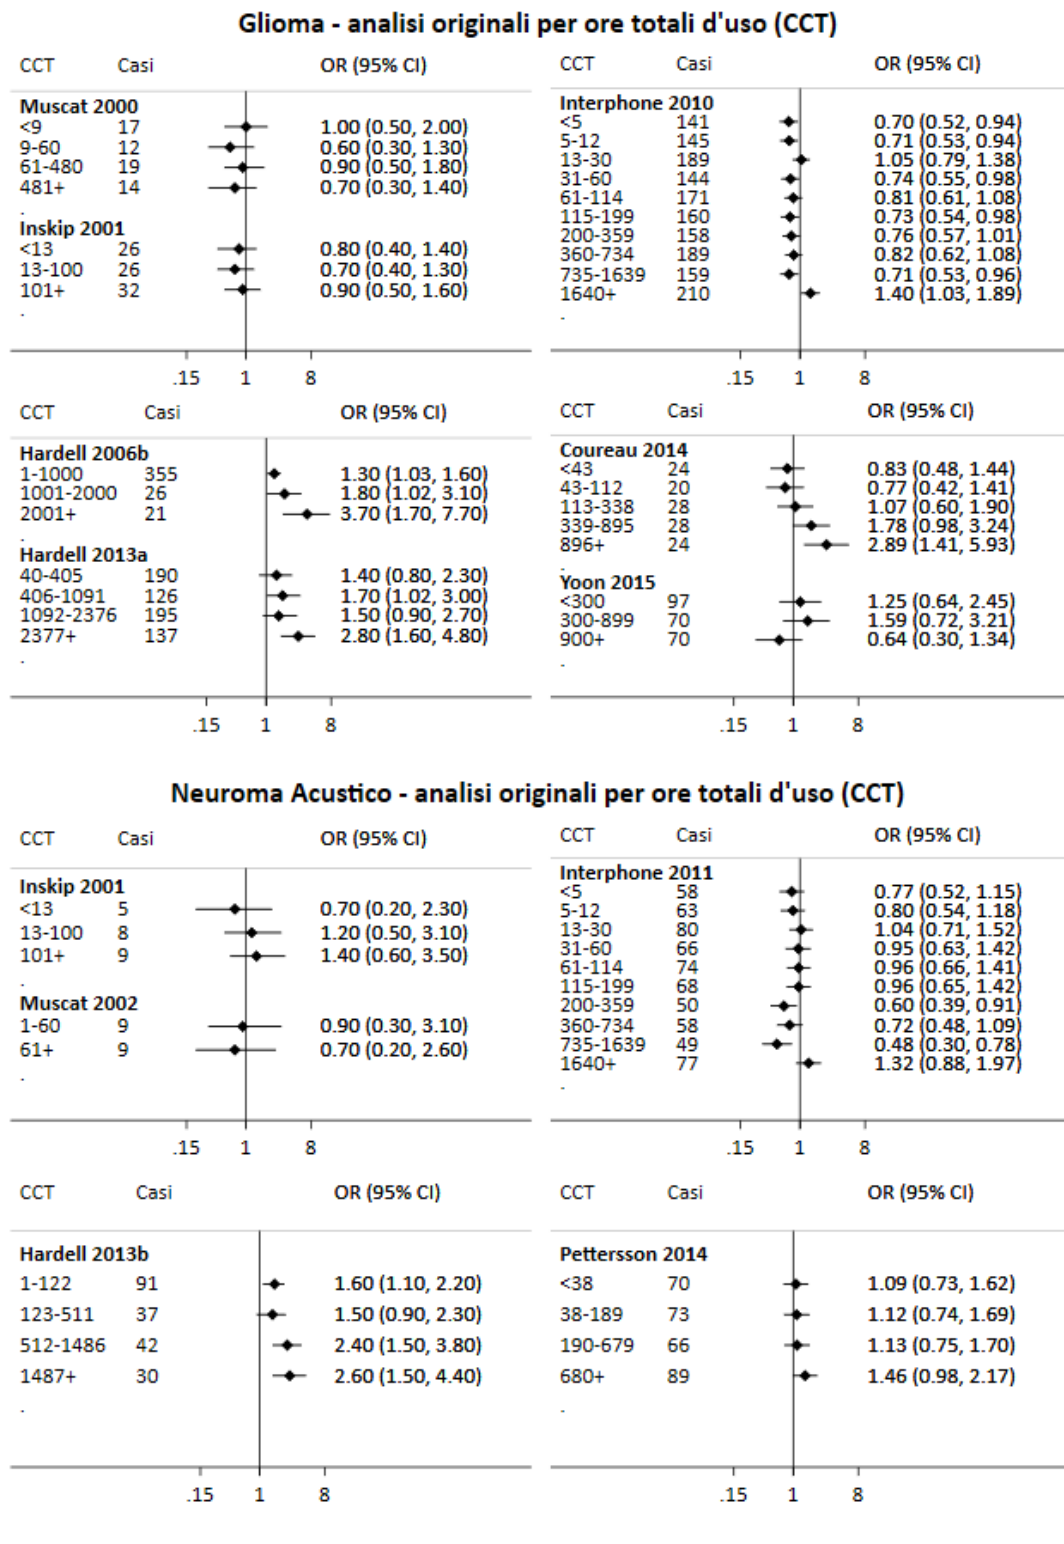 Glioma - analisi originali per ore totali d'uso (CCT)
CCT Casi OR (95% CI)
Muscat 2000
<9 17 1.00 (0.50, 2.00)
9-60 12 0.60 (0.30, 1.30)
61-480 19 0.90 (0.50, 1.80)
481+ 14 0.70 (0.30, 1.40)
.
Inskip 2001
<13 26 0.80 (0.40, 1.40)
13-100 26 0.70 (0.40, 1.30)
101+ 32 0.90 (0.50, 1.60)
.
.15 1 8
CCT Casi OR (95% CI)
Interphone 2010
<5 141 0.70 (0.52, 0.94)
5-12 145 0.71 (0.53, 0.94)
13-30 189 1.05 (0.79, 1.38)
31-60 144 0.74 (0.55, 0.98)
61-114 171 0.81 (0.61, 1.08)
115-199 160 0.73 (0.54, 0.98)
200-359 158 0.76 (0.57, 1.01)
360-734 189 0.82 (0.62, 1.08)
735-1639 159 0.71 (0.53, 0.96)
1640+ 210 1.40 (1.03, 1.89)
.
.15 1 8
CCT Casi OR (95% CI)
Hardell 2006b
1-1000 355 1.30 (1.03, 1.60)
1001-2000 26 1.80 (1.02, 3.10)
2001+ 21 3.70 (1.70, 7.70)
.
Hardell 2013a
40-405 190 1.40 (0.80, 2.30)
406-1091 126 1.70 (1.02, 3.00)
1092-2376 195 1.50 (0.90, 2.70)
2377+ 137 2.80 (1.60, 4.80)
.
.15 1 8
CCT Casi OR (95% CI)
Coureau 2014
<43 24 0.83 (0.48, 1.44)
43-112 20 0.77 (0.42, 1.41)
113-338 28 1.07 (0.60, 1.90)
339-895 28 1.78 (0.98, 3.24)
896+ 24 2.89 (1.41, 5.93)
.
Yoon 2015
<300 97 1.25 (0.64, 2.45)
300-899 70 1.59 (0.72, 3.21)
900+ 70 0.64 (0.30, 1.34)
.
.15 1 8
Neuroma Acustico - analisi originali per ore totali d'uso (CCT)
CCT Casi OR (95% CI)
Inskip 2001
<13 5 0.70 (0.20, 2.30)
13-100 8 1.20 (0.50, 3.10)
101+ 9 1.40 (0.60, 3.50)
.
Muscat 2002
1-60 9 0.90 (0.30, 3.10)
61+ 9 0.70 (0.20, 2.60)
.
.15 1 8
CCT Casi OR (95% CI)
Interphone 2011
<5 58 0.77 (0.52, 1.15)
5-12 63 0.80 (0.54, 1.18)
13-30 80 1.04 (0.71, 1.52)
31-60 66 0.95 (0.63, 1.42)
61-114 74 0.96 (0.66, 1.41)
115-199 68 0.96 (0.65, 1.42)
200-359 50 0.60 (0.39, 0.91)
360-734 58 0.72 (0.48, 1.09)
735-1639 49 0.48 (0.30, 0.78)
1640+ 77 1.32 (0.88, 1.97)
.
.15 1 8
CCT Casi OR (95% CI)
Hardell 2013b
1-122 91 1.60 (1.10, 2.20)
123-511 37 1.50 (0.90, 2.30)
512-1486 42 2.40 (1.50, 3.80)
1487+ 30 2.60 (1.50, 4.40)
.
.15 1 8
CCT Casi OR (95% CI)
Pettersson 2014
<38 70 1.09 (0.73, 1.62)
38-189 73 1.12 (0.74, 1.69)
190-679 66 1.13 (0.75, 1.70)
680+ 89 1.46 (0.98, 2.17)
.
.15 1 8